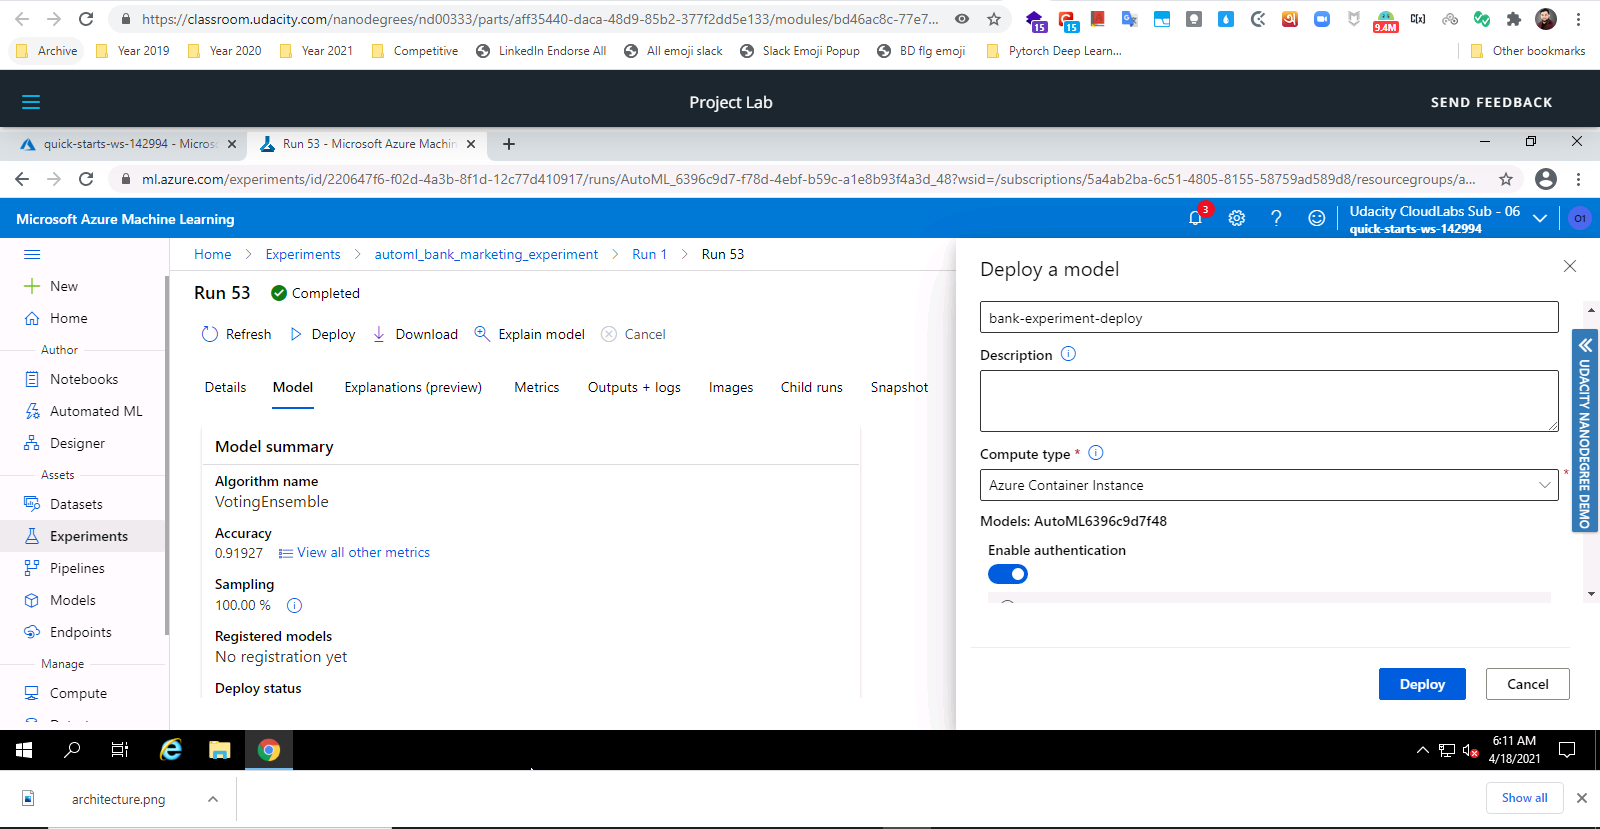 https://classroom.udacity.com/nanodegrees/nd00333/parts/aff35440-daca-48d9-85b2-377f2dd5e133/modules/bd46ac8c-77e7...
15
15
9.4M
Archive
Year 2019
Year 2020
Year 2021
Competitive
LinkedIn Endorse All
All emoji slack
Slack Emoji Popup
BD flg emoji
Pytorch Deep Learn...
Other bookmarks
Project Lab
SEND FEEDBACK
quick-starts-ws-142994 - Micros
Run 53 - Microsoft Azure Machin
ml.azure.com/experiments/id/220647f6-f02d-4a3b-8f1d-12c77d410917/runs/AutoML_6396c9d7-f78d-4ebf-b59c-a1e8b93f4a3d_48?wsid=/subscriptions/5a4ab2ba-6c51-4805-8155-58759ad589d8/resourcegroups/a...
Microsoft Azure Machine Learning
3
Udacity CloudLabs Sub - 06
quick-starts-ws-142994
O1
New
Home
Author
Notebooks
Automated ML
Designer
Assets
Datasets
Experiments
Pipelines
Models
Endpoints
Manage
Compute
Home > Experiments > automl_bank_marketing_experiment > Run 1 > Run 53
Run 53
Completed
Refresh
Deploy
Download
Explain model
Cancel
Details
Model
Explanations (preview)
Metrics
Outputs + logs
Images
Child runs
Snapshot
Model summary
Algorithm name
VotingEnsemble
Accuracy
0.91927
View all other metrics
Sampling
100.00 %
Registered models
No registration yet
Deploy status
Deploy a model
bank-experiment-deploy
Description
Compute type *
Azure Container Instance
*
Models: AutoML6396c9d7f48
Enable authentication
Deploy
Cancel
UDACITY NANODEGREE DEMO
6:11 AM
4/18/2021
architecture.png
Show all